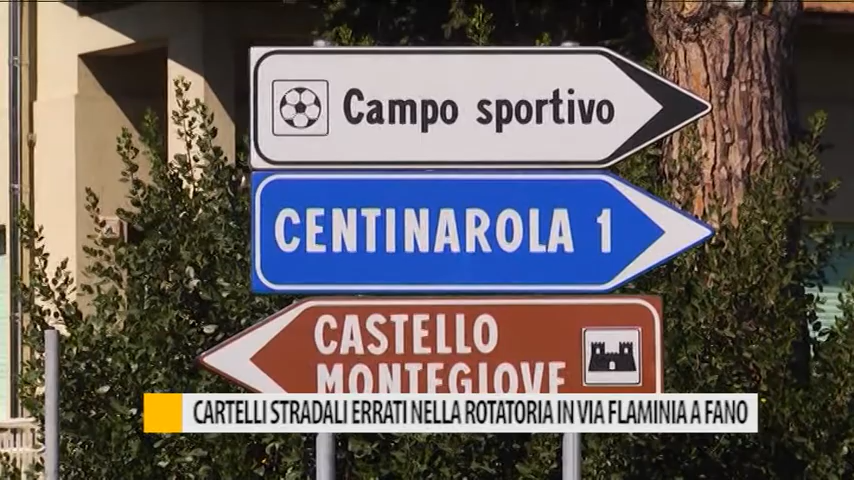 Campo sportivo
CENTINAROLA 1
CASTELLO
MONTEGIOVE
CARTELLI STRADALI ERRATI NELLA ROTATORIA IN VIA FLAMINIA A FANO